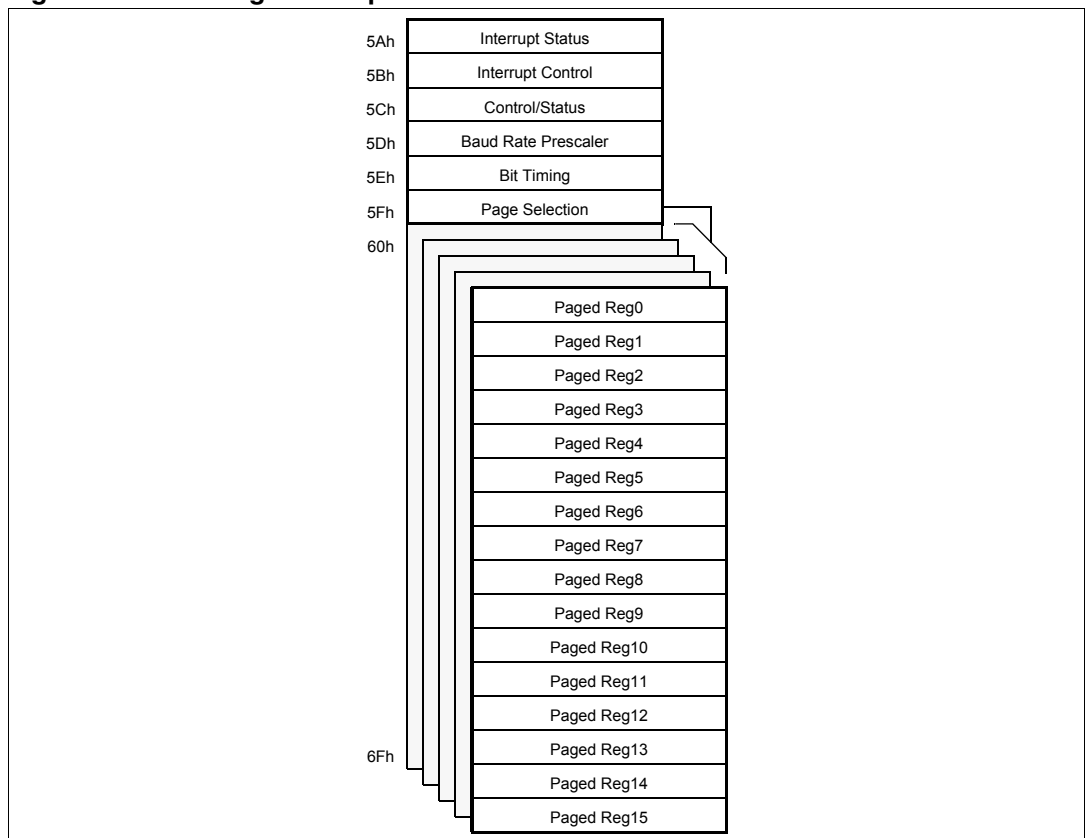 5Ah Interrupt Status
5Bh Interrupt Control
5Ch Control/Status
5Dh Baud Rate Prescaler
5Eh Bit Timing
5Fh Page Selection
60h
Paged Reg0
Paged Reg1
Paged Reg2
Paged Reg3
Paged Reg4
Paged Reg5
Paged Reg6
Paged Reg7
Paged Reg8
Paged Reg9
Paged Reg10
Paged Reg11
Paged Reg12
6Fh Paged Reg13
Paged Reg14
Paged Reg15